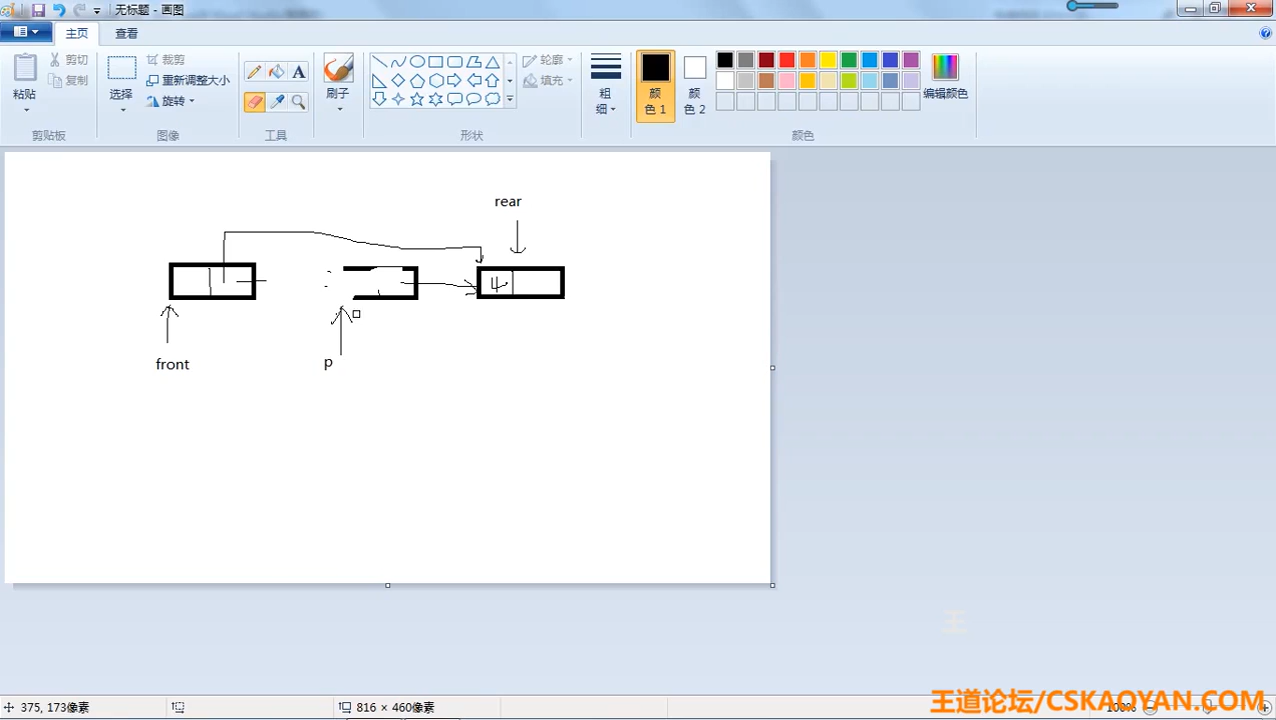 无标题 - 画图
主页
查看
剪切
复制
粘贴
剪贴板
裁剪
重新调整大小
旋转
选择
图像
A
工具
刷子
轮廓
填充
形状
粗
细
颜
色 1
颜
色 2
编辑颜色
颜色
rear
4
front
p
375, 173像素
816 × 460像素
100%
王道论坛/CSKAOYAN.COM